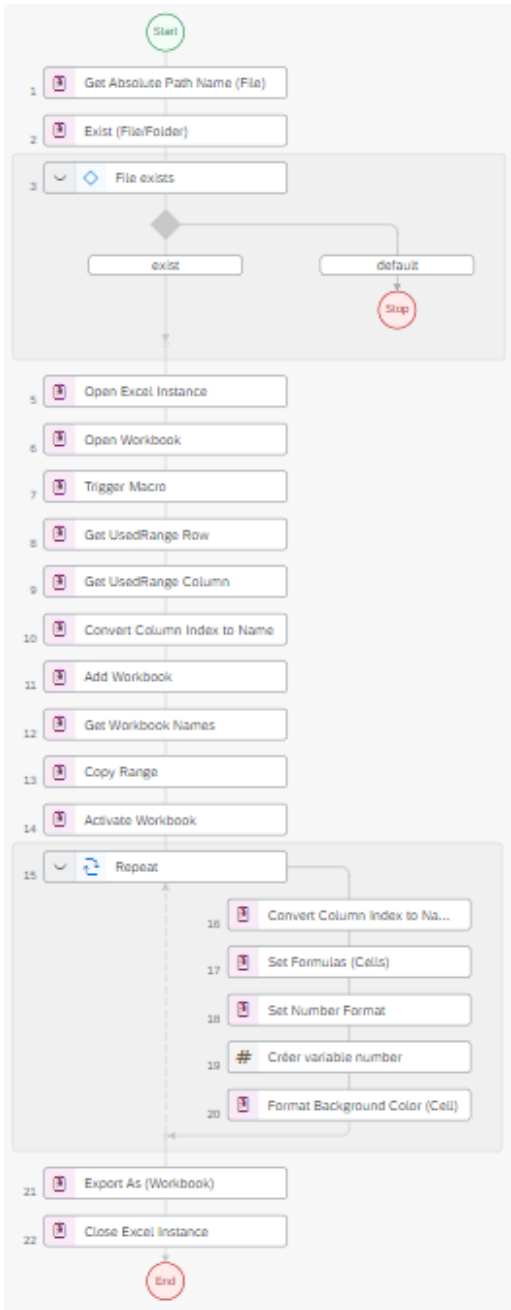 Start
1 Get Absolute Path Name (File)
2 Exist (File/Folder)
3 File exists
exist default
Stop
5 Open Excel Instance
6 Open Workbook
7 Trigger Macro
8 Get UsedRange Row
9 Get UsedRange Column
10 Convert Column Index to Name
11 Add Workbook
12 Get Workbook Names
13 Copy Range
14 Activate Workbook
15 Repeat
16 Convert Column Index to Na...
17 Set Formulas (Cells)
18 Set Number Format
19 # Créer variable number
20 Format Background Color (Cell)
21 Export As (Workbook)
22 Close Excel Instance
End